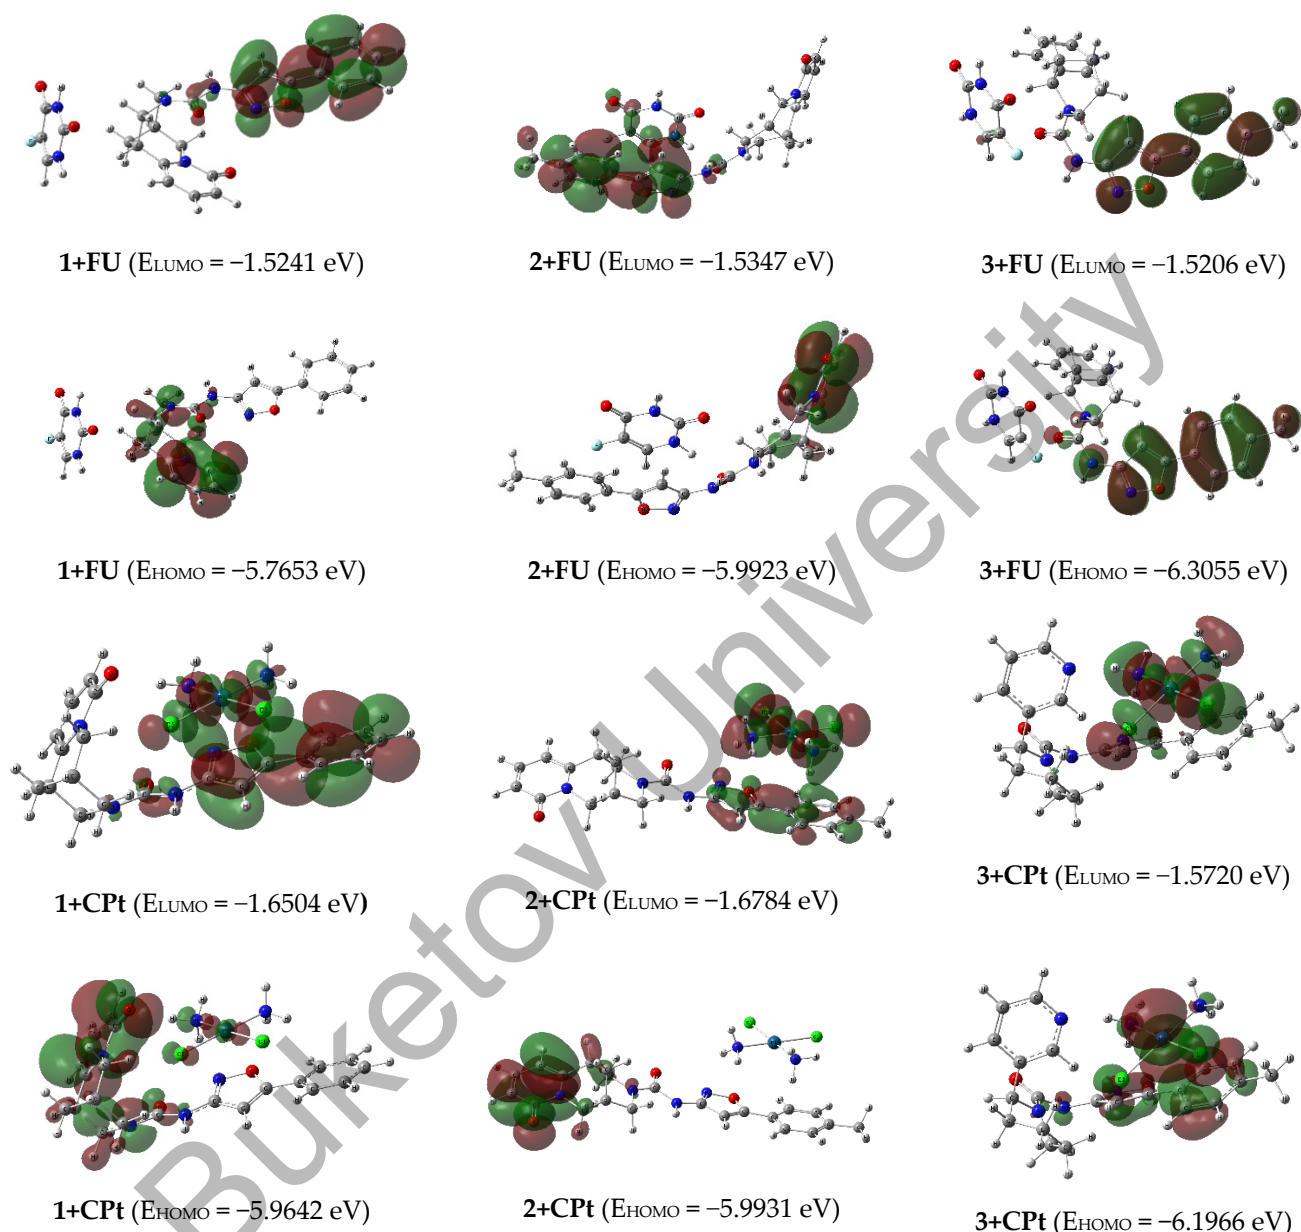 1+FU (ELUMO = −1.5241 eV)
2+FU (ELUMO = −1.5347 eV)
3+FU (ELUMO = −1.5206 eV)
1+FU (EHOMO = −5.7653 eV)
2+FU (EHOMO = −5.9923 eV)
3+FU (EHOMO = −6.3055 eV)
1+CPt (ELUMO = −1.6504 eV)
2+CPt (ELUMO = −1.6784 eV)
3+CPt (ELUMO = −1.5720 eV)
1+CPt (EHOMO = −5.9642 eV)
2+CPt (EHOMO = −5.9931 eV)
3+CPt (EHOMO = −6.1966 eV)
Buketov University